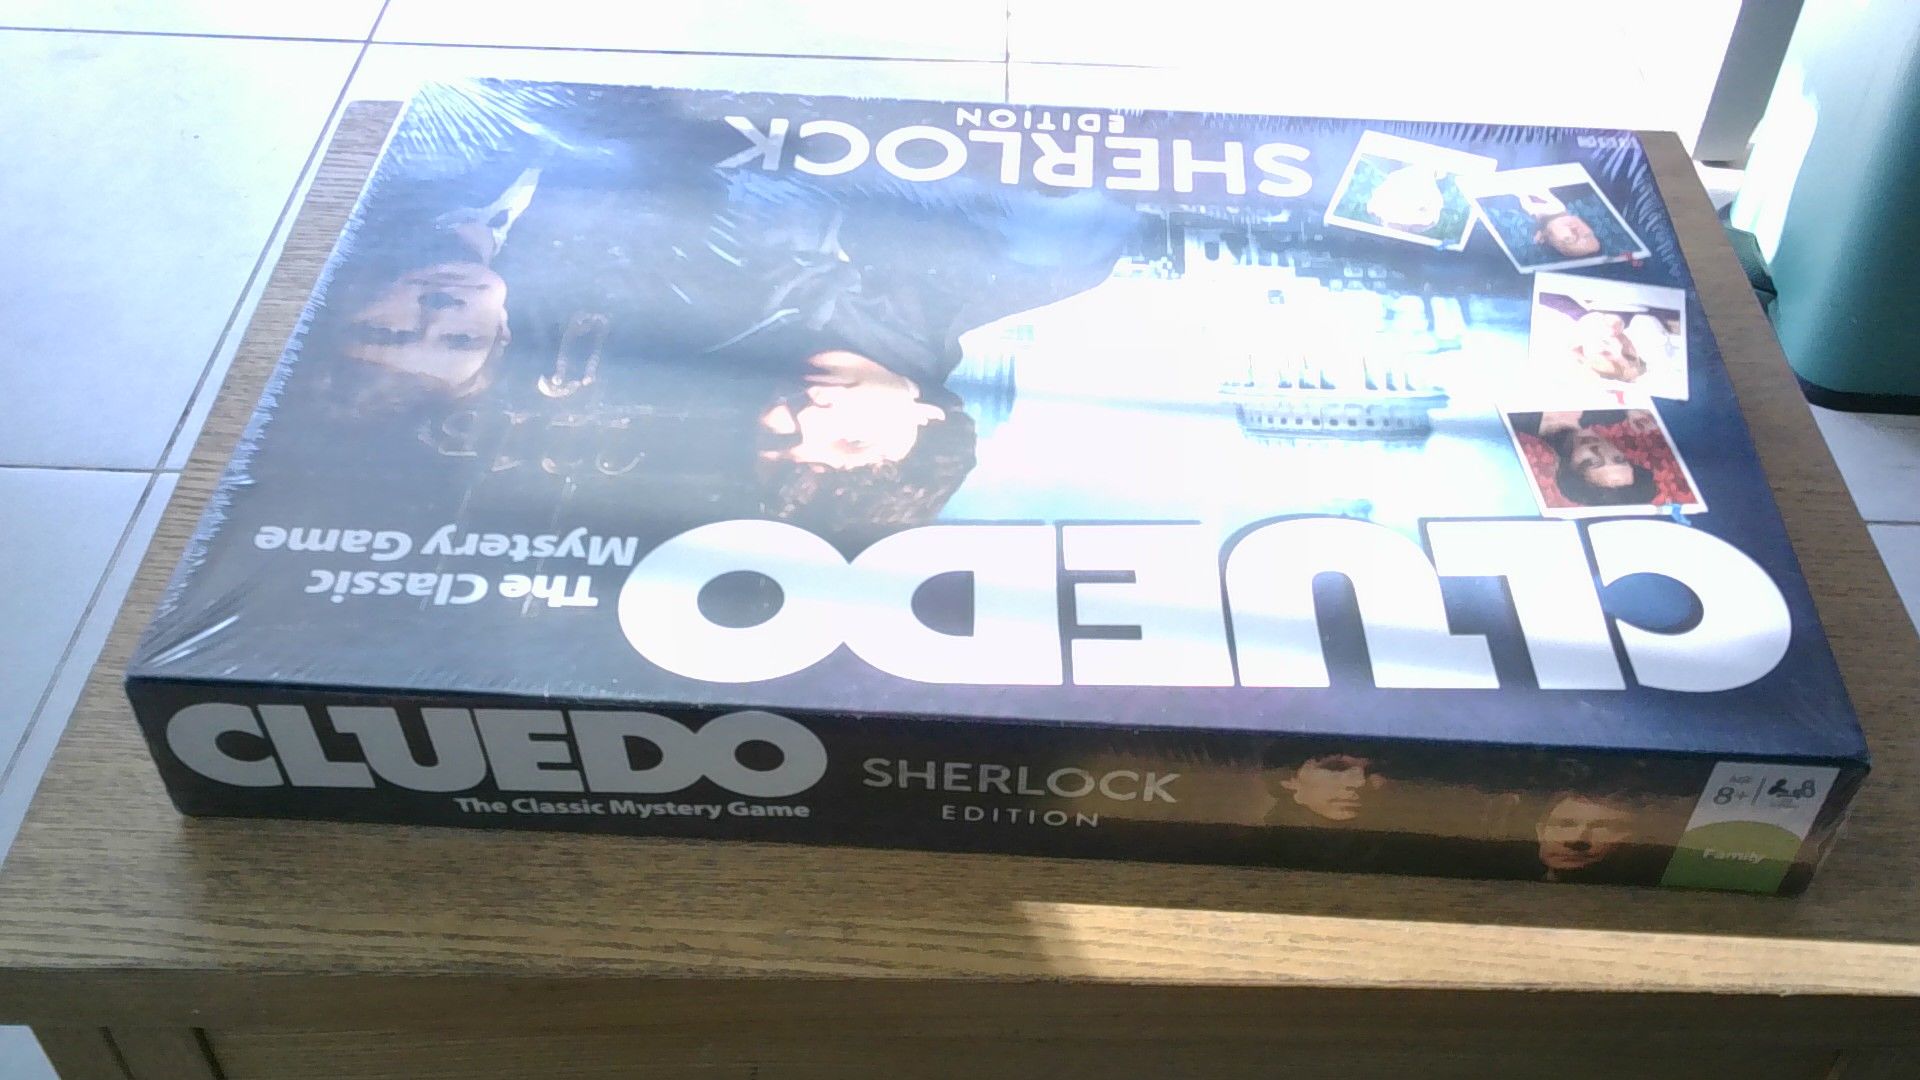 SHERLOCK
EDITION
CLUEDO
The Classic
Mystery Game
CLUEDO
The Classic Mystery Game
SHERLOCK
EDITION
8+
Family